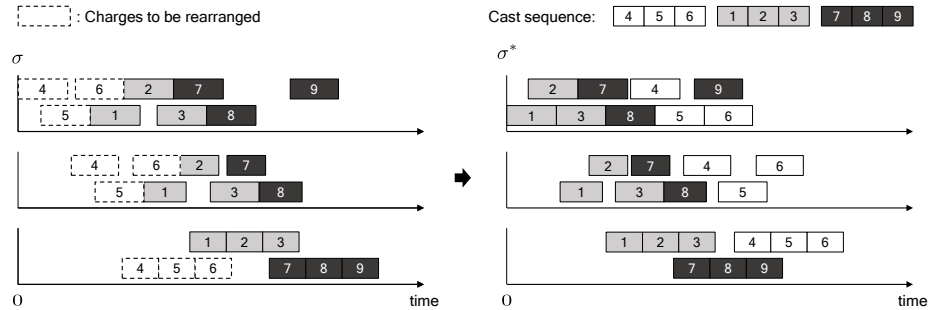 : Charges to be rearranged
Cast sequence: 4 5 6 1 2 3 7 8 9
σ
4 6 2 7 9
5 1 3 8
4 6 2 7
5 1 3 8
1 2 3
4 5 6 7 8 9
0 time
σ*
2 7 4 9
1 3 8 5 6
2 7 4 6
1 3 8 5
1 2 3 4 5 6
7 8 9
0 time